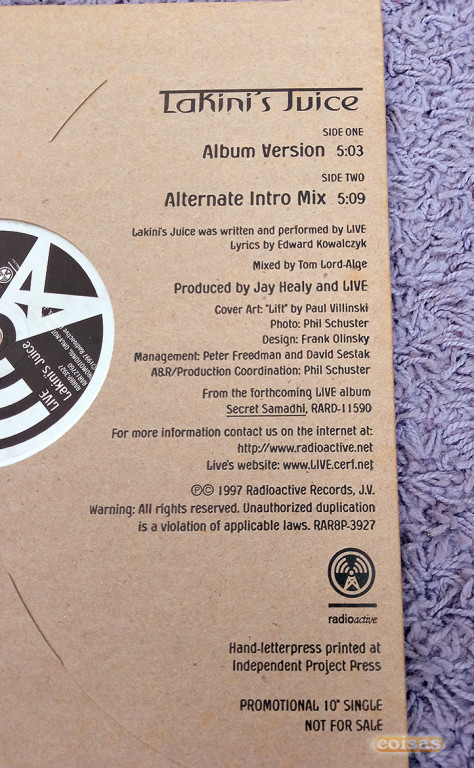 Lakini's Juice
SIDE ONE
Album Version 5:03
SIDE TWO
Alternate Intro Mix 5:09
Lakini's Juice was written and performed by LIVE
Lyrics by Edward Kowalczyk
Mixed by Tom Lord-Alge
Produced by Jay Healy and LIVE
Cover Art: "Lift" by Paul Villinski
Photo: Phil Schuster
Design: Frank Olinsky
Management: Peter Freedman and David Sestak
A&R/Production Coordination: Phil Schuster
From the forthcoming LIVE album
Secret Samadhi, RARD-11590
For more information contact us on the internet at:
http://www.radioactive.net
Live's website: www.LIVE.cerf.net
℗© 1997 Radioactive Records, J.V.
Warning: All rights reserved. Unauthorized duplication
is a violation of applicable laws. RAR8P-3927
radioactive
Hand-letterpress printed at
Independent Project Press
PROMOTIONAL 10" SINGLE
NOT FOR SALE
LIVE
Lakini's Juice
coisas